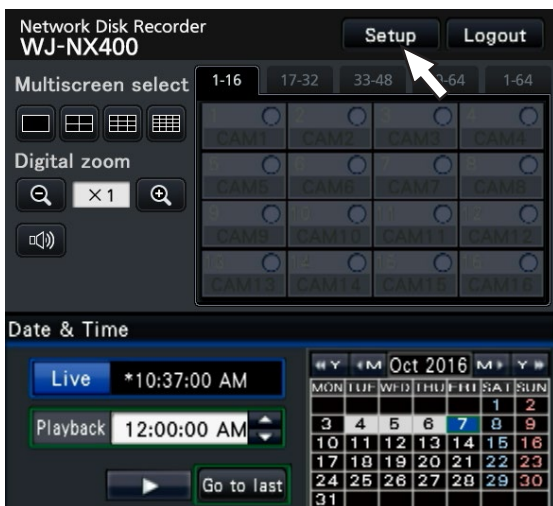 Network Disk Recorder
WJ-NX400
Setup
Logout
Multiscreen select
1-16 17-32 33-48 -64 1-64
1 2 3 4
CAM1 CAM2 CAM3 CAM4
5 6 7 8
CAM5 CAM6 CAM7 CAM8
9 10 11 12
CAM9 CAM10 CAM11 CAM12
13 14 15 16
CAM13 CAM14 CAM15 CAM16
Digital zoom
×1
Date & Time
Live *10:37:00 AM
Playback 12:00:00 AM
Go to last
Y M Oct 2016 M Y
MON TUE WED THU FRI SAT SUN
1 2
3 4 5 6 7 8 9
10 11 12 13 14 15 16
17 18 19 20 21 22 23
24 25 26 27 28 29 30
31